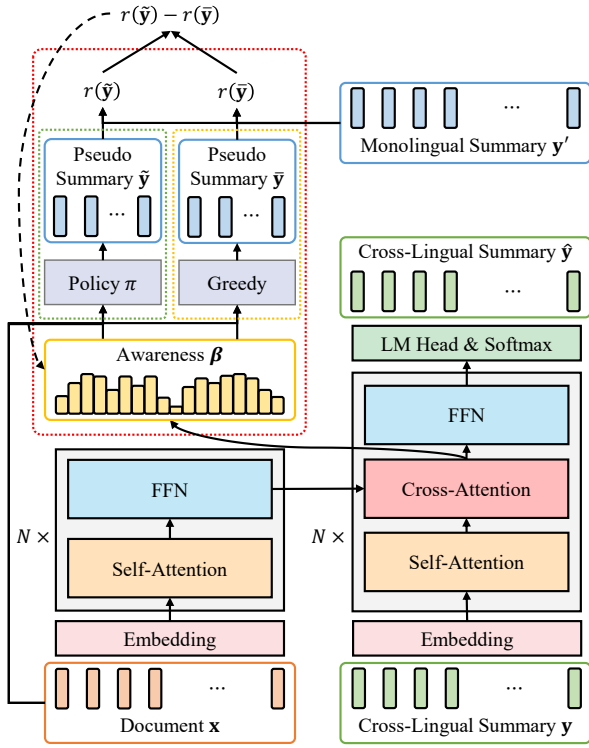 r(ỹ) − r(ȳ)
r(ỹ)
r(ȳ)
Pseudo
Summary ỹ
...
Pseudo
Summary ȳ
...
...
Monolingual Summary y′
Policy π
Greedy
Awareness β
Cross-Lingual Summary ŷ
...
LM Head & Softmax
FFN
Cross-Attention
Self-Attention
N ×
Embedding
FFN
Self-Attention
N ×
Embedding
...
Document x
...
Cross-Lingual Summary y